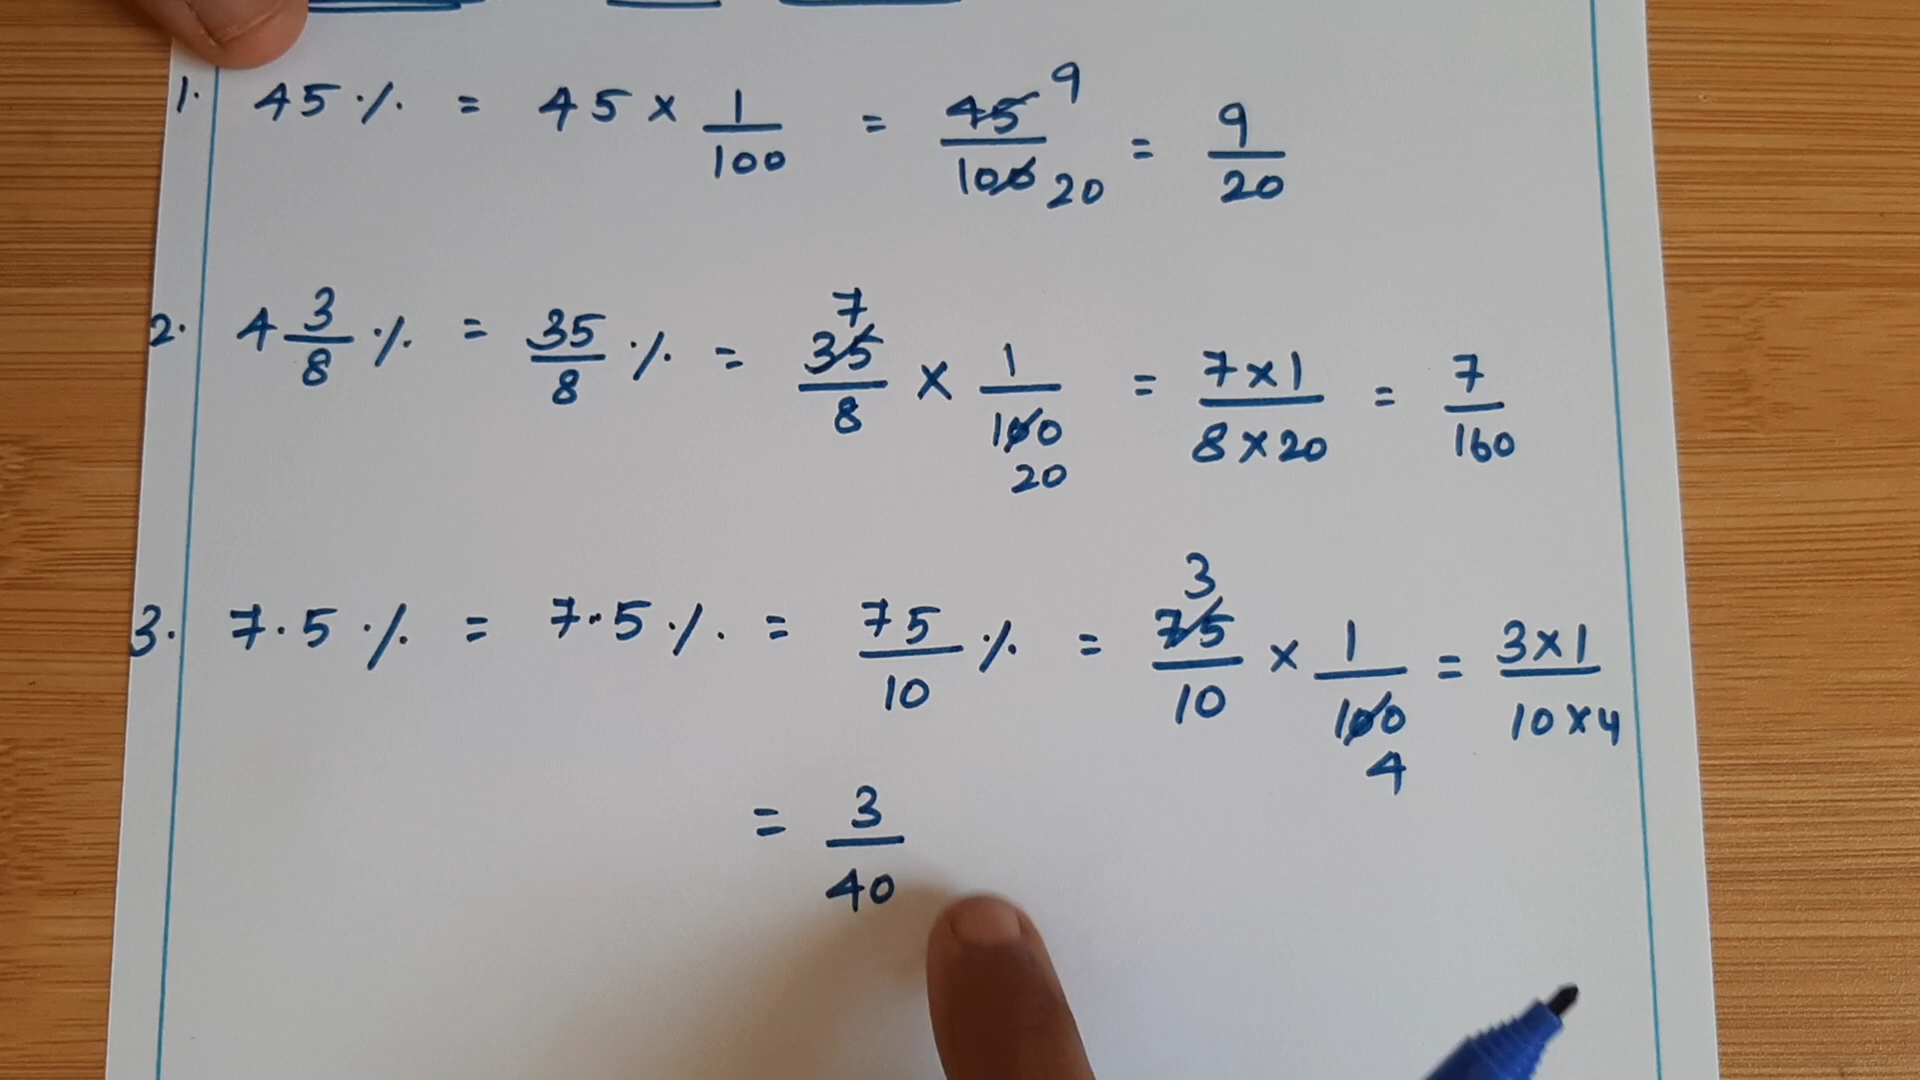 1. 45% = 45 × 1/100 = 45/100 9 20 = 9/20
2. 4 3/8 % = 35/8 % = 7 35/8 × 1/100 20 = 7×1/8×20 = 7/160
3. 7.5% = 7.5% = 75/10 % = 3 75/10 × 1/100 4 = 3×1/10×4
= 3/40